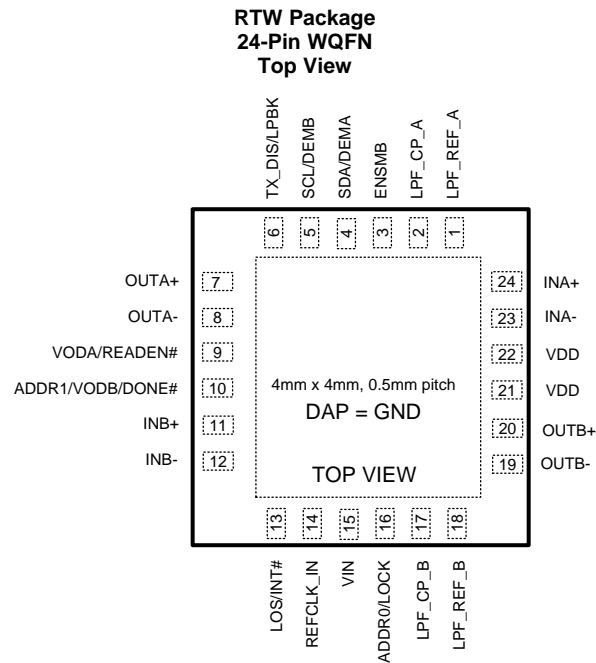 RTW Package
24-Pin WQFN
Top View
TX_DIS/LPBK
SCL/DEMB
SDA/DEMA
ENSMB
LPF_CP_A
LPF_REF_A
6
5
4
3
2
1
OUTA+
7
OUTA-
8
VODA/READEN#
9
ADDR1/VODB/DONE#
10
INB+
11
INB-
12
24
INA+
23
INA-
22
VDD
21
VDD
20
OUTB+
19
OUTB-
4mm x 4mm, 0.5mm pitch
DAP = GND
TOP VIEW
13
14
15
16
17
18
LOS/INT#
REFCLK_IN
VIN
ADDR0/LOCK
LPF_CP_B
LPF_REF_B